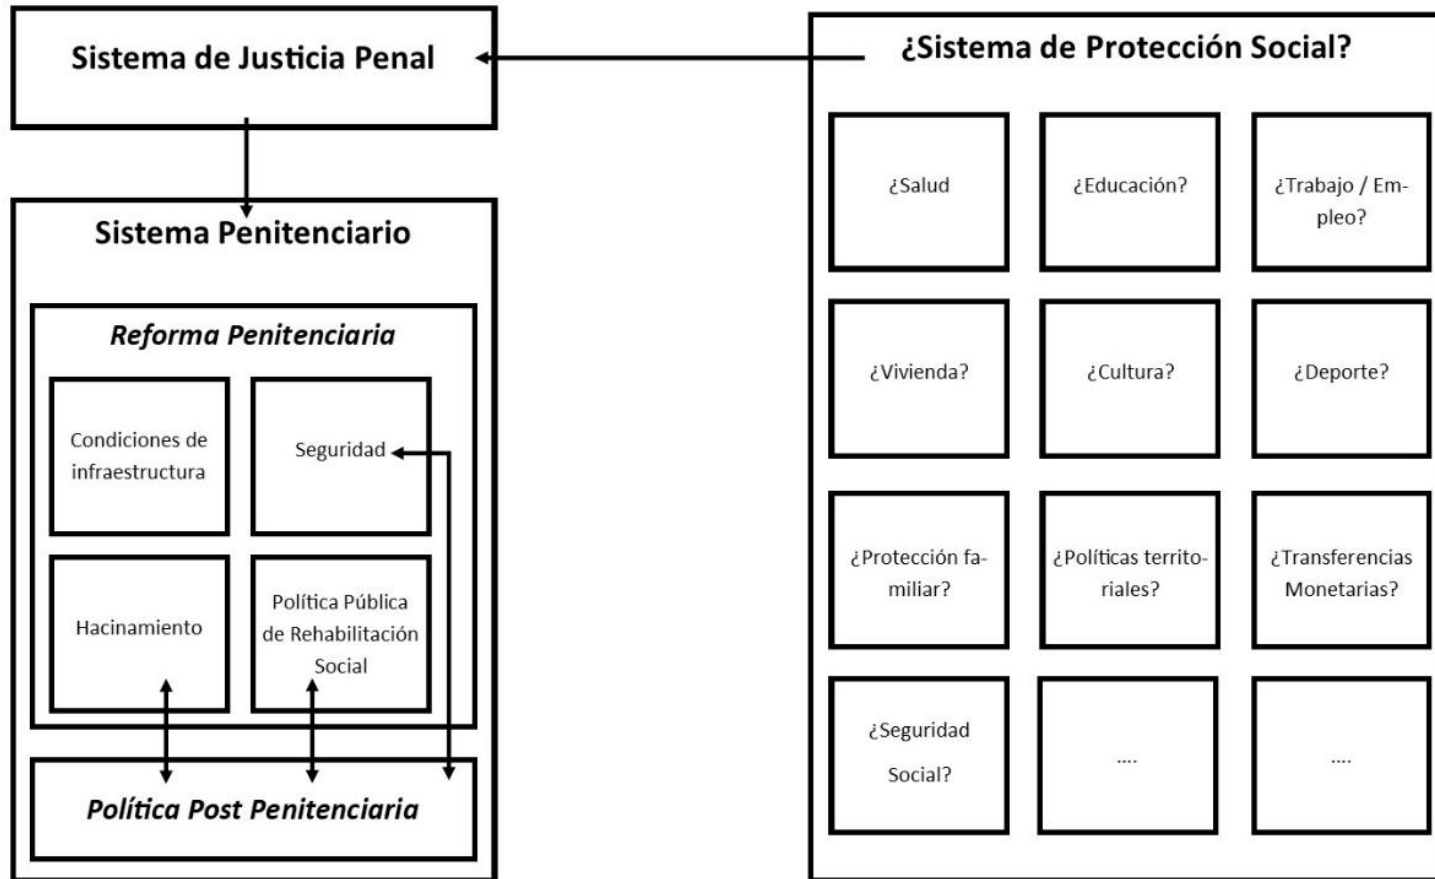 Sistema de Justicia Penal
Sistema Penitenciario
Reforma Penitenciaria
Condiciones de
infraestructura
Seguridad
Hacinamiento
Política Pública
de Rehabilitación
Social
Política Post Penitenciaria
¿Sistema de Protección Social?
¿Salud
¿Educación?
¿Trabajo / Em-
pleo?
¿Vivienda?
¿Cultura?
¿Deporte?
¿Protección fa-
miliar?
¿Políticas territo-
riales?
¿Transferencias
Monetarias?
¿Seguridad
Social?
....
....